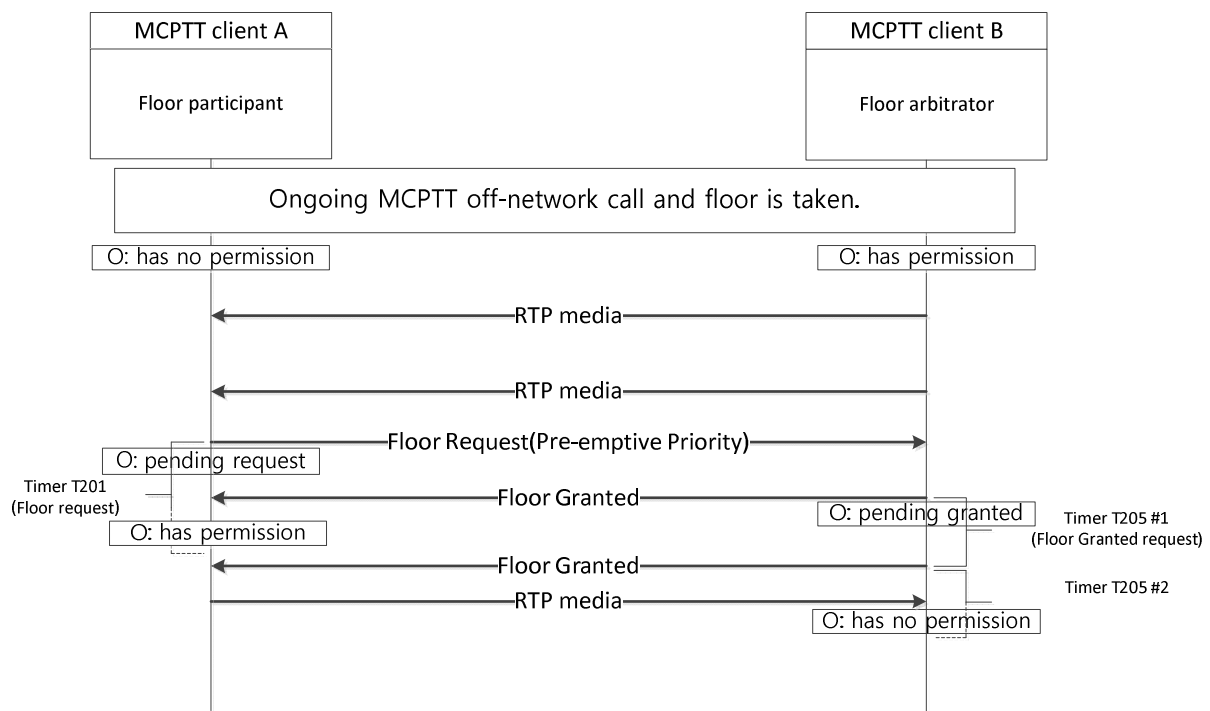 MCPTT client A
MCPTT client B
Floor participant
Floor arbitrator
Ongoing MCPTT off-network call and floor is taken.
O: has no permission
O: has permission
RTP media
RTP media
Floor Request(Pre-emptive Priority)
O: pending request
Timer T201
(Floor request)
Floor Granted
O: pending granted
Timer T205 #1
(Floor Granted request)
O: has permission
Floor Granted
Timer T205 #2
RTP media
O: has no permission